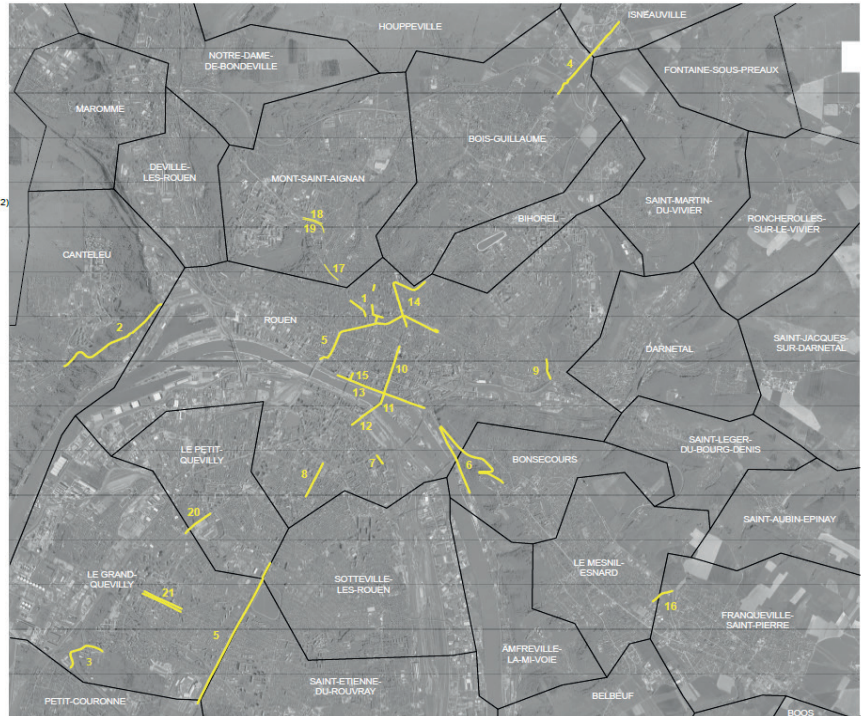 ISNEAUVILLE
HOUPPEVILLE
NOTRE-DAME-
DE-BONDEVILLE
4
FONTAINE-SOUS-PREAUX
MAROMME
BOIS-GUILLAUME
DEVILLE-
LES-ROUEN
MONT-SAINT-AIGNAN
2)
SAINT-MARTIN
DU-VIVIER
18
19
BIHOREL
RONCHEROLLES-
SUR-LE-VIVIER
CANTELEU
17
1
14
2
ROUEN
5
SAINT-JACQUES
SUR-DARNETAL
DARNETAL
10
9
15
13
11
12
SAINT-LEGER-
DU-BOURG-DENIS
LE PETIT-
QUEVILLY
7
6
BONSECOURS
8
20
SAINT-AUBIN-EPINAY
LE GRAND-
QUEVILLY
SOTTEVILLE-
LES-ROUEN
LE MESNIL-
ESNARD
21
16
FRANQUEVILLE-
SAINT-PIERRE
5
3
AMFREVILLE-
LA-MI-VOIE
SAINT-ETIENNE-
DU-ROUVRAY
PETIT-COURONNE
BELBEUF
BOOS